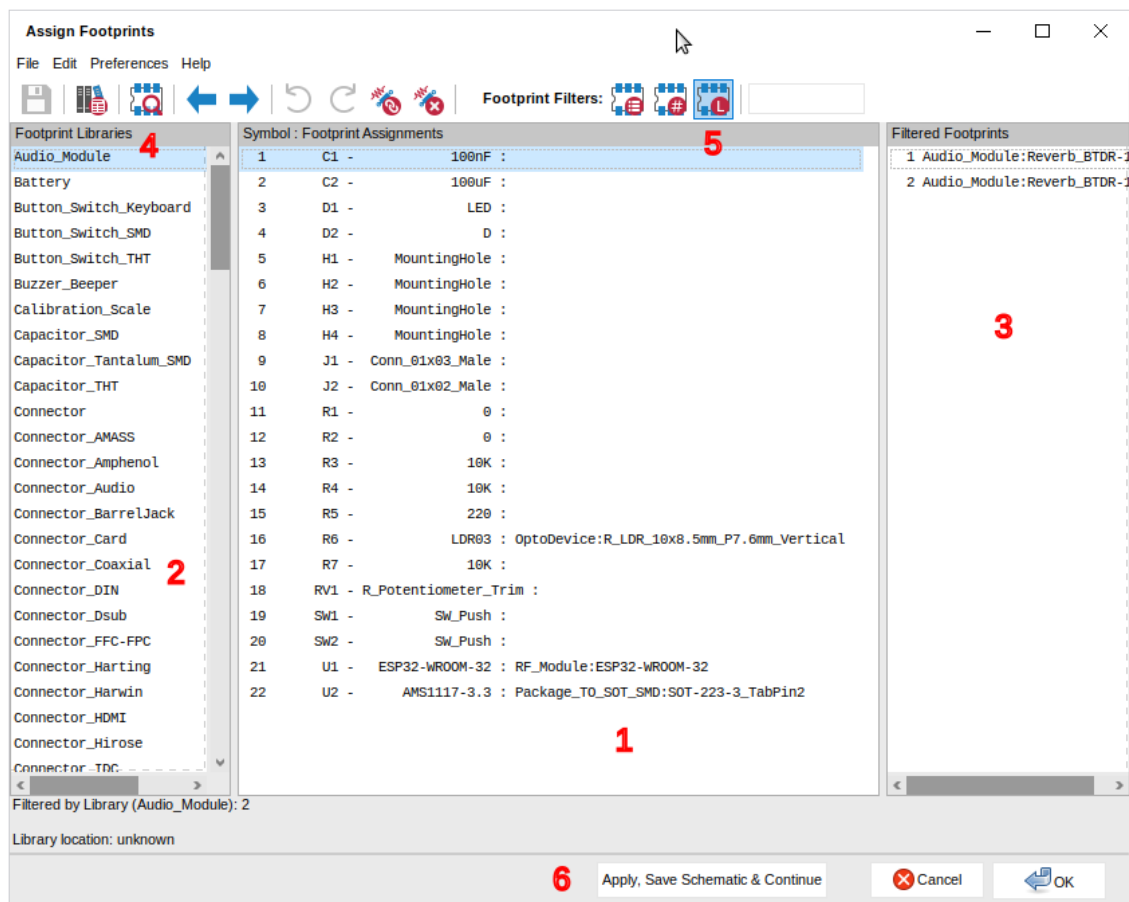 Assign Footprints
File Edit Preferences Help
Footprint Filters:
Footprint Libraries
4
Symbol : Footprint Assignments
5
Filtered Footprints
Audio_Module
Battery
Button_Switch_Keyboard
Button_Switch_SMD
Button_Switch_THT
Buzzer_Beeper
Calibration_Scale
Capacitor_SMD
Capacitor_Tantalum_SMD
Capacitor_THT
Connector
Connector_AMASS
Connector_Amphenol
Connector_Audio
Connector_BarrelJack
Connector_Card
Connector_Coaxial
2
Connector_DIN
Connector_Dsub
Connector_FFC-FPC
Connector_Harting
Connector_Harwin
Connector_HDMI
Connector_Hirose
Connector_IDC
1 C1 - 100nF :
2 C2 - 100uF :
3 D1 - LED :
4 D2 - D :
5 H1 - MountingHole :
6 H2 - MountingHole :
7 H3 - MountingHole :
8 H4 - MountingHole :
9 J1 - Conn_01x03_Male :
10 J2 - Conn_01x02_Male :
11 R1 - 0 :
12 R2 - 0 :
13 R3 - 10K :
14 R4 - 10K :
15 R5 - 220 :
16 R6 - LDR03 : OptoDevice:R_LDR_10x8.5mm_P7.6mm_Vertical
17 R7 - 10K :
18 RV1 - R_Potentiometer_Trim :
19 SW1 - SW_Push :
20 SW2 - SW_Push :
21 U1 - ESP32-WROOM-32 : RF_Module:ESP32-WROOM-32
22 U2 - AMS1117-3.3 : Package_TO_SOT_SMD:SOT-223-3_TabPin2
1
1 Audio_Module:Reverb_BTDR-1
2 Audio_Module:Reverb_BTDR-1
3
Filtered by Library (Audio_Module): 2
Library location: unknown
6
Apply, Save Schematic & Continue
Cancel
OK